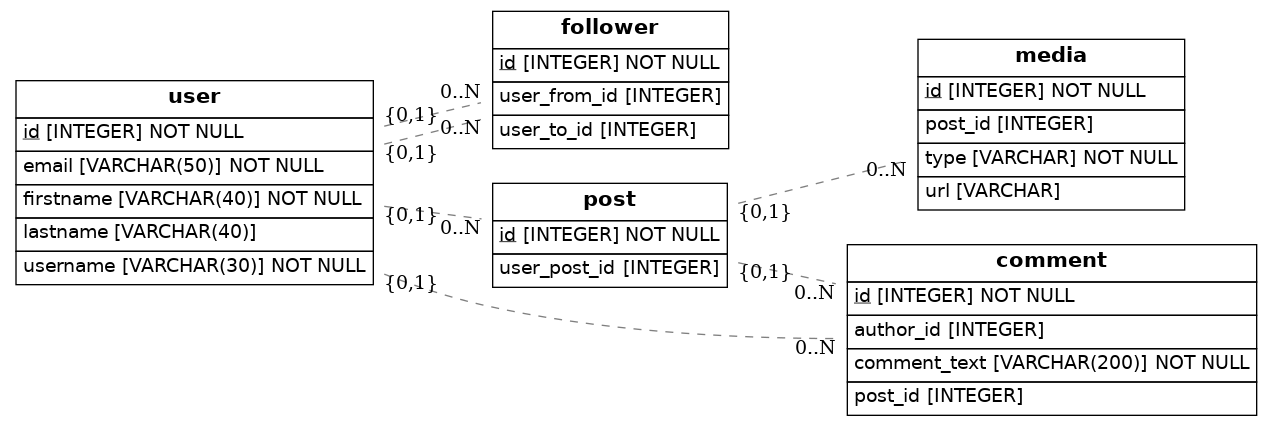 user
id [INTEGER] NOT NULL
email [VARCHAR(50)] NOT NULL
firstname [VARCHAR(40)] NOT NULL
lastname [VARCHAR(40)]
username [VARCHAR(30)] NOT NULL
follower
id [INTEGER] NOT NULL
user_from_id [INTEGER]
user_to_id [INTEGER]
post
id [INTEGER] NOT NULL
user_post_id [INTEGER]
media
id [INTEGER] NOT NULL
post_id [INTEGER]
type [VARCHAR] NOT NULL
url [VARCHAR]
comment
id [INTEGER] NOT NULL
author_id [INTEGER]
comment_text [VARCHAR(200)] NOT NULL
post_id [INTEGER]
0..N
{0,1}
0..N
{0,1}
{0,1}
0..N
{0,1}
0..N
0..N
{0,1}
{0,1}
0..N